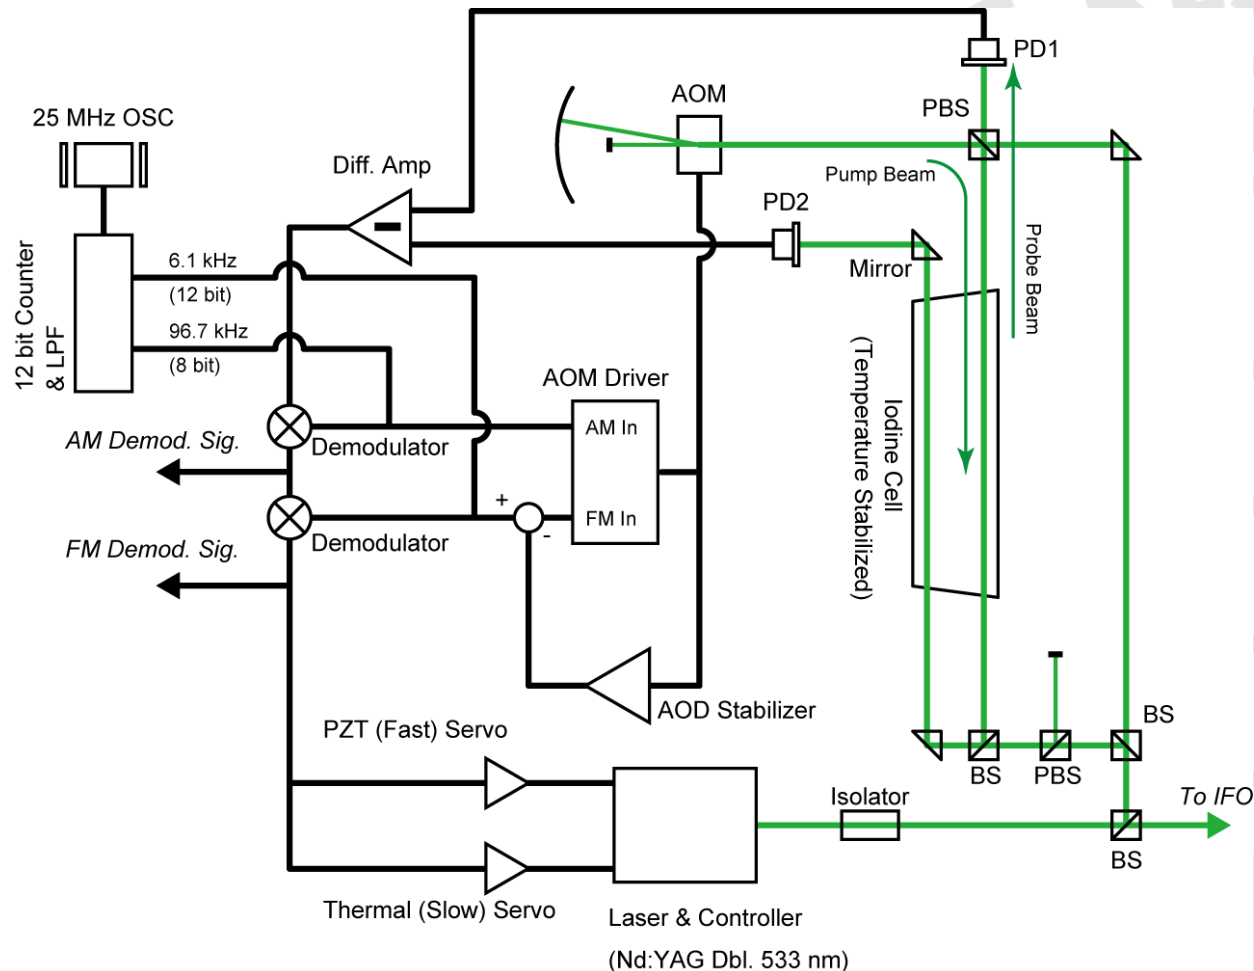 PD1
AOM
PBS
25 MHz OSC
Diff. Amp
Pump Beam
PD2
Probe Beam
Mirror
6.1 kHz
(12 bit)
96.7 kHz
(8 bit)
12 bit Counter
& LPF
AOM Driver
Iodine Cell
(Temperature Stabilized)
AM In
AM Demod. Sig.
Demodulator
+
FM In
-
FM Demod. Sig.
Demodulator
AOD Stabilizer
BS
PZT (Fast) Servo
BS
PBS
Isolator
To IFO
BS
Thermal (Slow) Servo
Laser & Controller
(Nd:YAG Dbl. 533 nm)